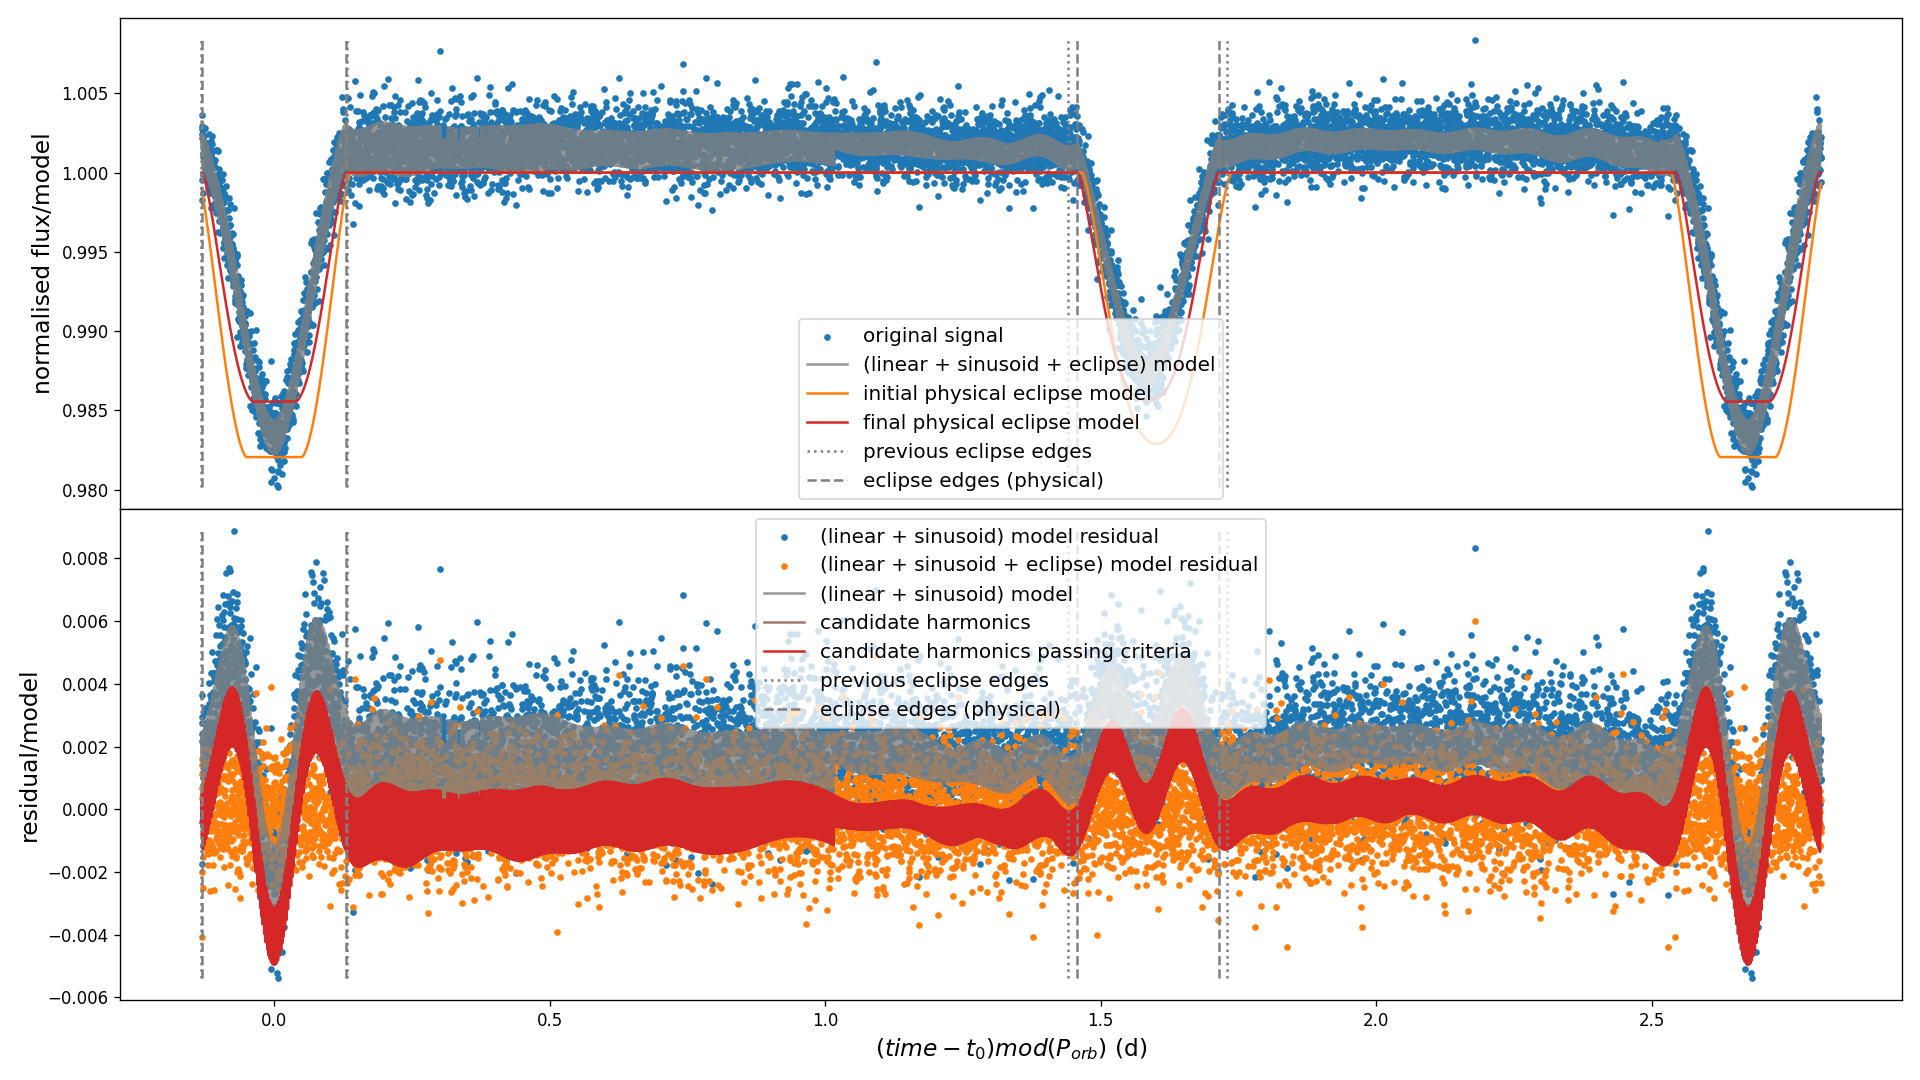 normalised flux/model
1.005
1.000
0.995
0.990
0.985
0.980
original signal
(linear + sinusoid + eclipse) model
initial physical eclipse model
final physical eclipse model
previous eclipse edges
eclipse edges (physical)
residual/model
0.008
0.006
0.004
0.002
0.000
−0.002
−0.004
−0.006
(linear + sinusoid) model residual
(linear + sinusoid + eclipse) model residual
(linear + sinusoid) model
candidate harmonics
candidate harmonics passing criteria
previous eclipse edges
eclipse edges (physical)
0.0 0.5 1.0 1.5 2.0 2.5
(time − t₀)mod(Pₒᵣb) (d)